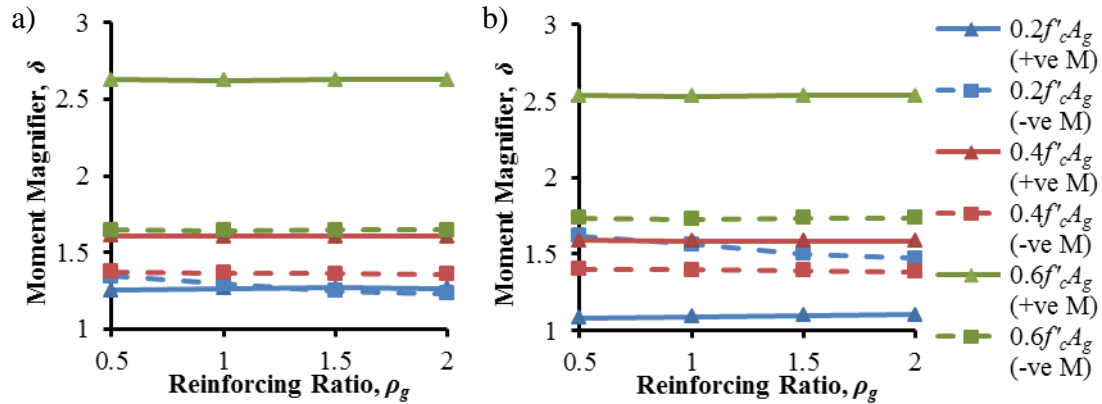 a)
3
2.5
2
1.5
1
0.5
1
1.5
2
Moment Magnifier, δ
Reinforcing Ratio, ρg
b)
3
2.5
2
1.5
1
0.5
1
1.5
2
Moment Magnifier, δ
Reinforcing Ratio, ρg
0.2f'cAg
(+ve M)
0.2f'cAg
(-ve M)
0.4f'cAg
(+ve M)
0.4f'cAg
(-ve M)
0.6f'cAg
(+ve M)
0.6f'cAg
(-ve M)